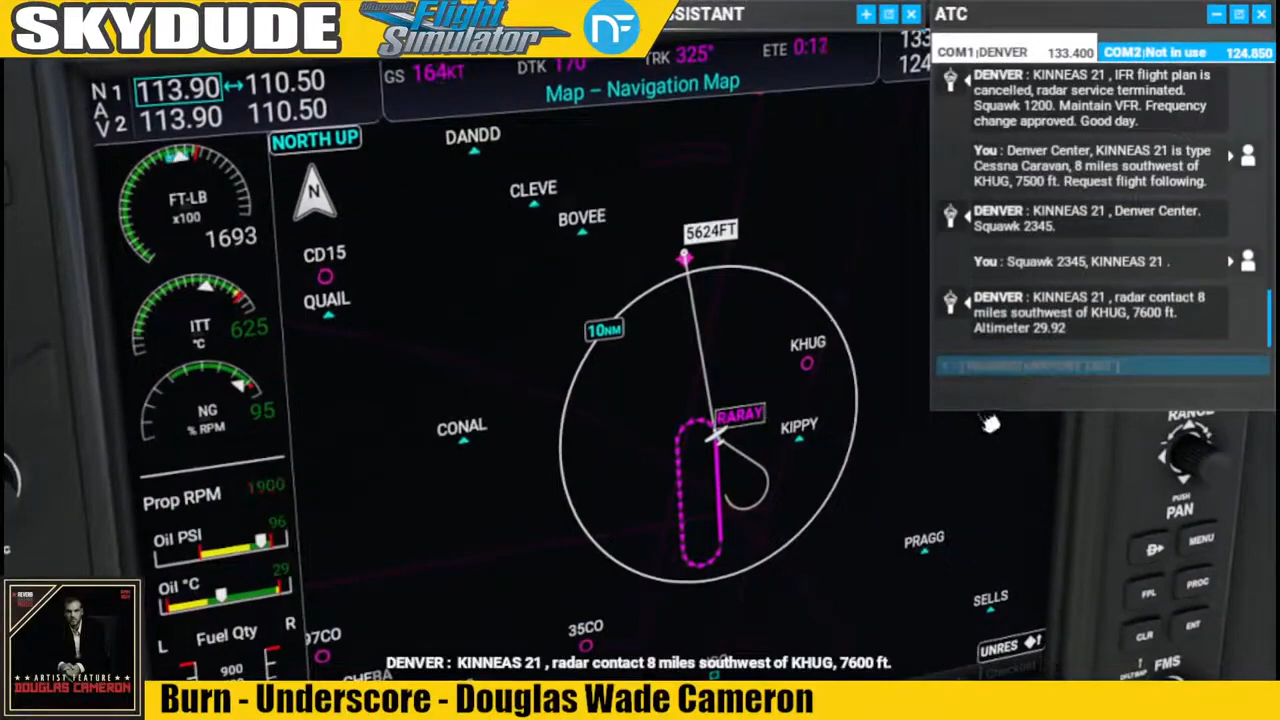 SKYDUDE
Microsoft
Flight
Simulator
NF
SISTANT
ATC
COM1 | DENVER 133.400
COM2 | Not in use 124.850
N 1 113.90 ↔ 110.50
A
V 2 113.90 110.50
GS 164KT
DTK 170°
TRK 325°
ETE 0:12
Map – Navigation Map
NORTH UP
N
FT-LB
x100
1693
ITT
°C
625
NG
% RPM
95
Prop RPM 1900
Oil PSI 96
Oil °C 29
L Fuel Qty R
900
DANDD
CLEVE
BOVEE
CD15
QUAIL
5624FT
10NM
KHUG
RARAY
KIPPY
CONAL
PRAGG
SELLS
35CO
97CO
UNRES
DENVER : KINNEAS 21 , IFR flight plan is
cancelled, radar service terminated.
Squawk 1200. Maintain VFR. Frequency
change approved. Good day.
You : Denver Center, KINNEAS 21 is type
Cessna Caravan, 8 miles southwest of
KHUG, 7500 ft. Request flight following.
DENVER : KINNEAS 21 , Denver Center.
Squawk 2345.
You : Squawk 2345, KINNEAS 21 .
DENVER : KINNEAS 21 , radar contact 8
miles southwest of KHUG, 7600 ft.
Altimeter 29.92
RANGE
PUSH
PAN
MENU
FPL
PROC
CLR
ENT
FMS
DENVER : KINNEAS 21 , radar contact 8 miles southwest of KHUG, 7600 ft.
ARTIST FEATURE
DOUGLAS CAMERON
Burn - Underscore - Douglas Wade Cameron